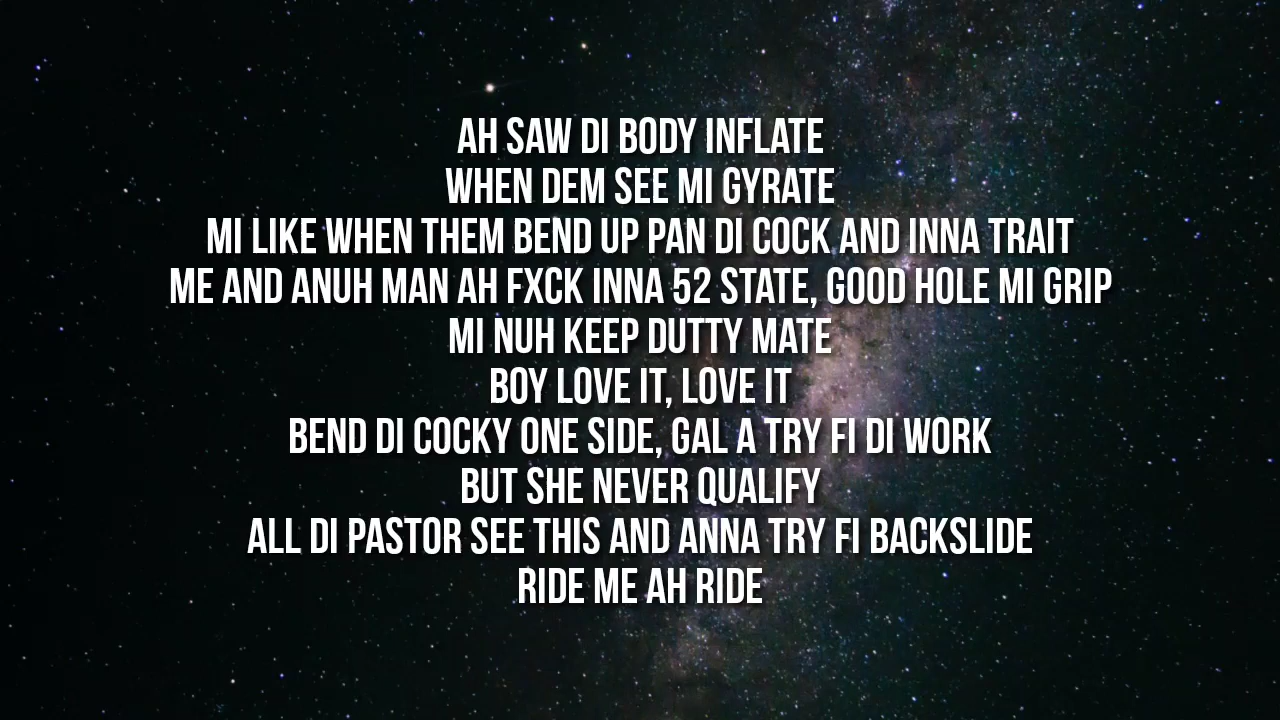 AH SAW DI BODY INFLATE
WHEN DEM SEE MI GYRATE
MI LIKE WHEN THEM BEND UP PAN DI COCK AND INNA TRAIT
ME AND ANUH MAN AH FXCK INNA 52 STATE, GOOD HOLE MI GRIP
MI NUH KEEP DUTTY MATE
BOY LOVE IT, LOVE IT
BEND DI COCKY ONE SIDE, GAL A TRY FI DI WORK
BUT SHE NEVER QUALIFY
ALL DI PASTOR SEE THIS AND ANNA TRY FI BACKSLIDE
RIDE ME AH RIDE